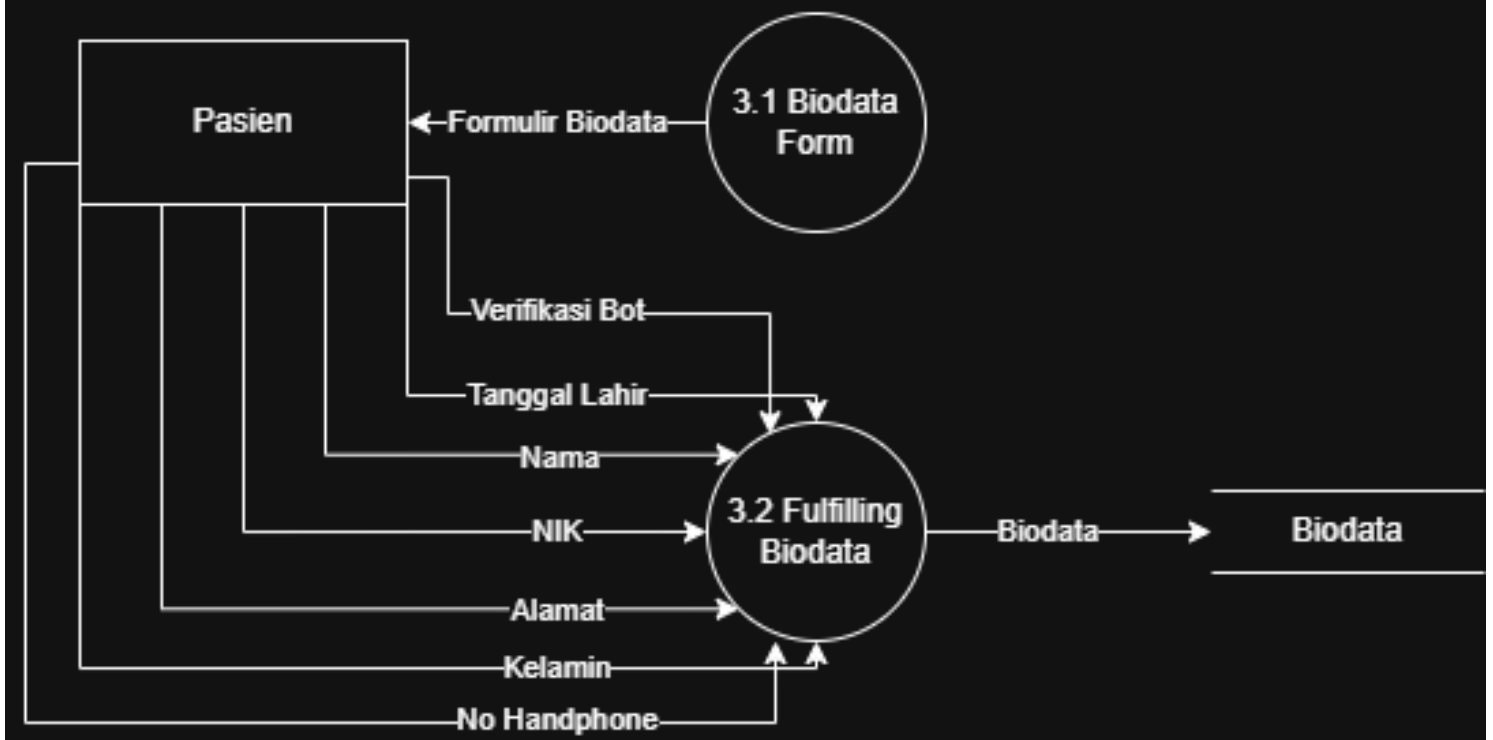 Pasien
Formulir Biodata
3.1 Biodata
Form
Verifikasi Bot
Tanggal Lahir
Nama
3.2 Fulfilling
Biodata
NIK
Biodata
Biodata
Alamat
Kelamin
No Handphone